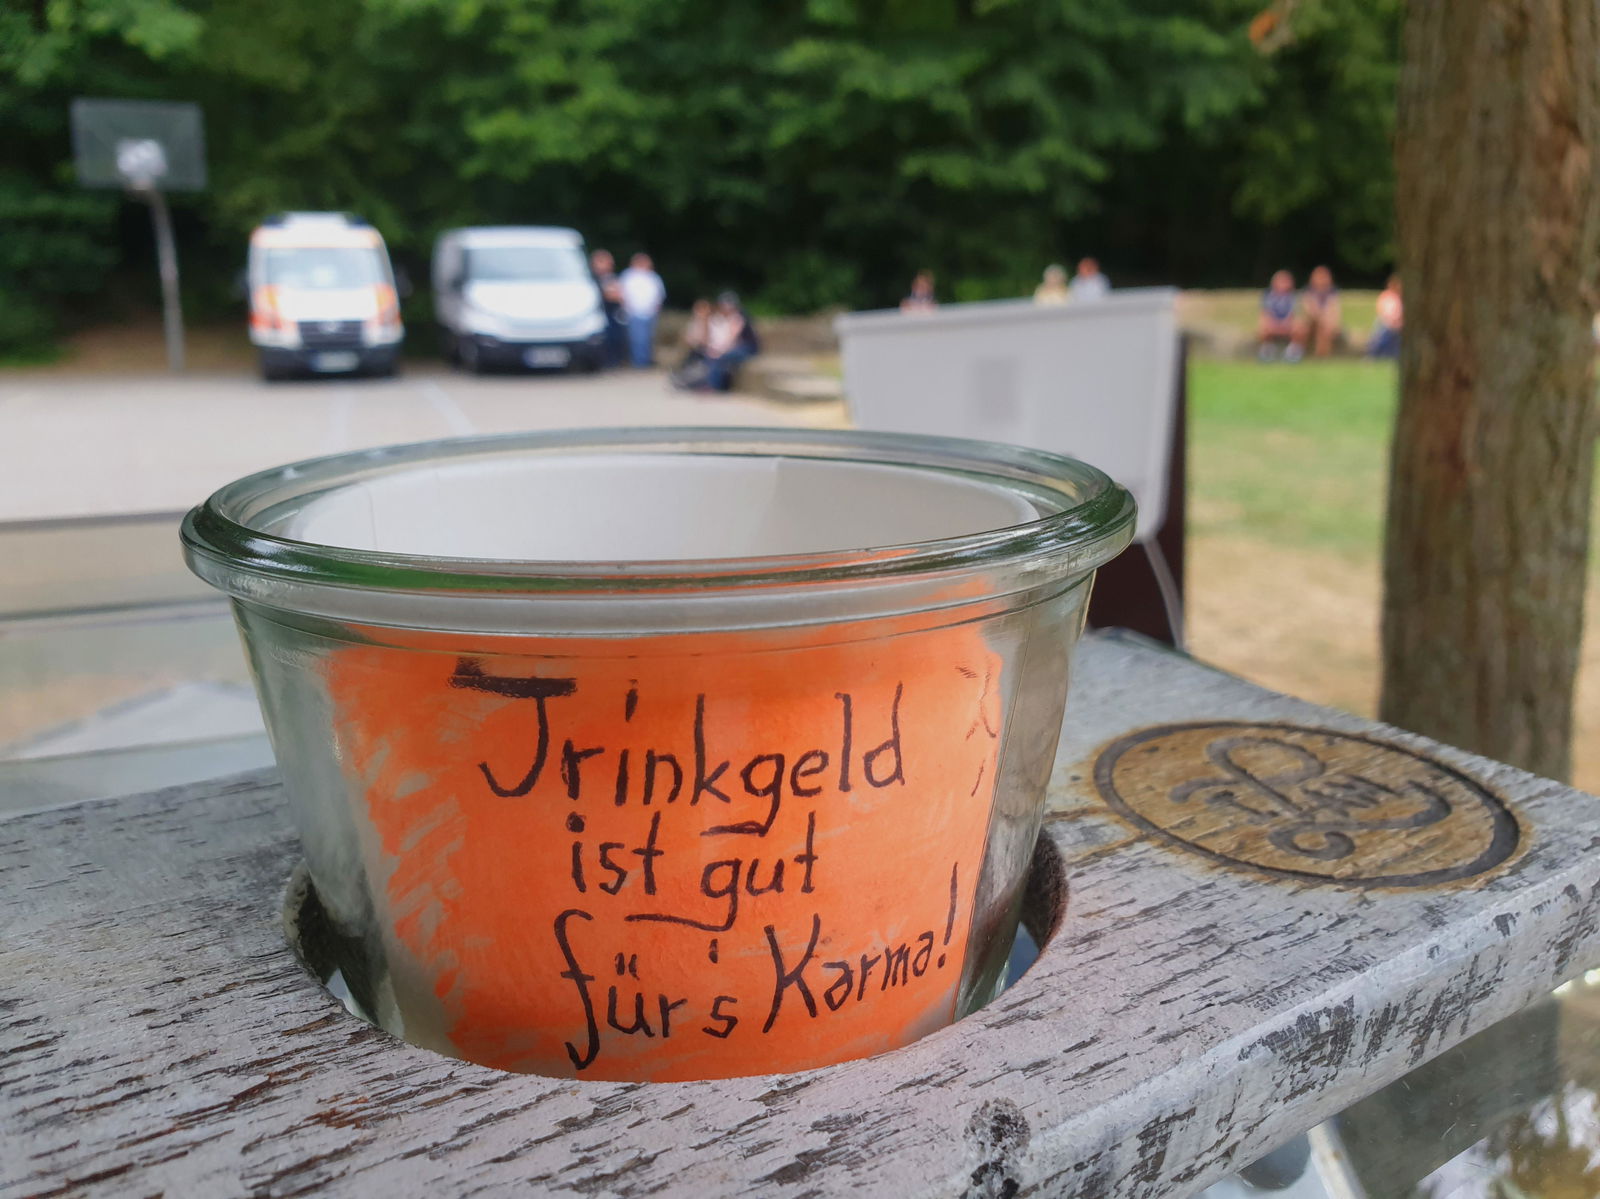 Trinkgeld
ist gut
für's Karma!